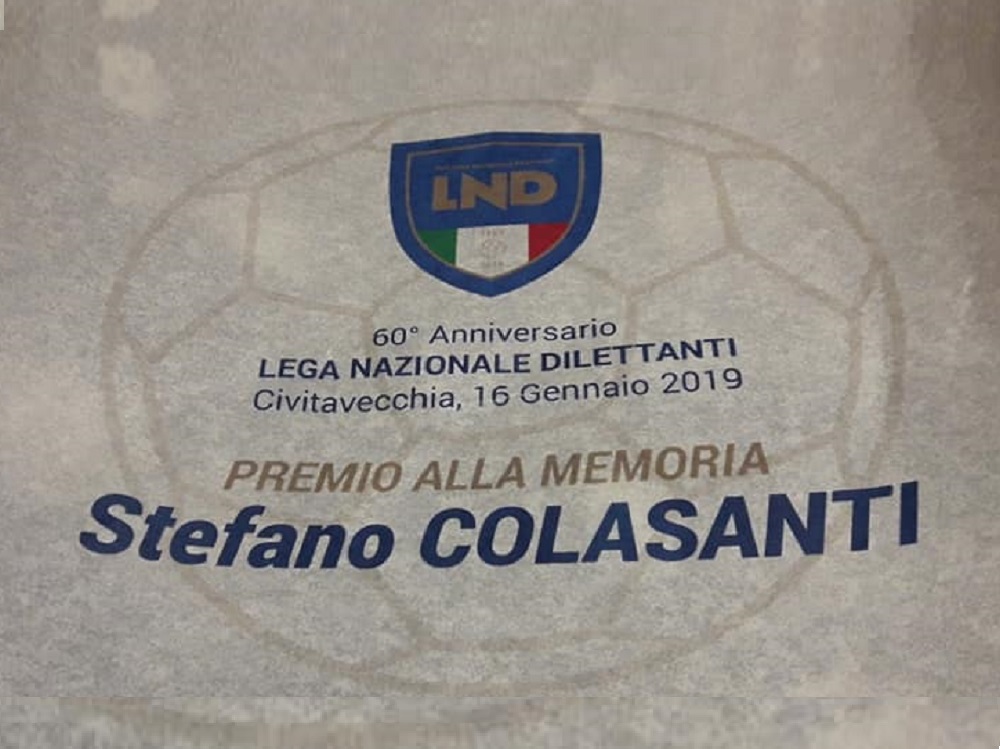 LND
60° Anniversario
LEGA NAZIONALE DILETTANTI
Civitavecchia, 16 Gennaio 2019
PREMIO ALLA MEMORIA
Stefano COLASANTI